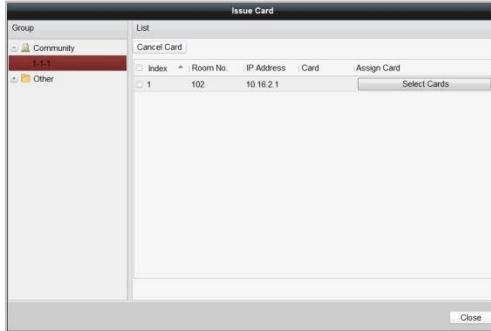 Issue Card
Group
List
Community
1-1-1
Other
Cancel Card
Index Room No. IP Address Card Assign Card
1 102 10.16.2.1 Select Cards
Close